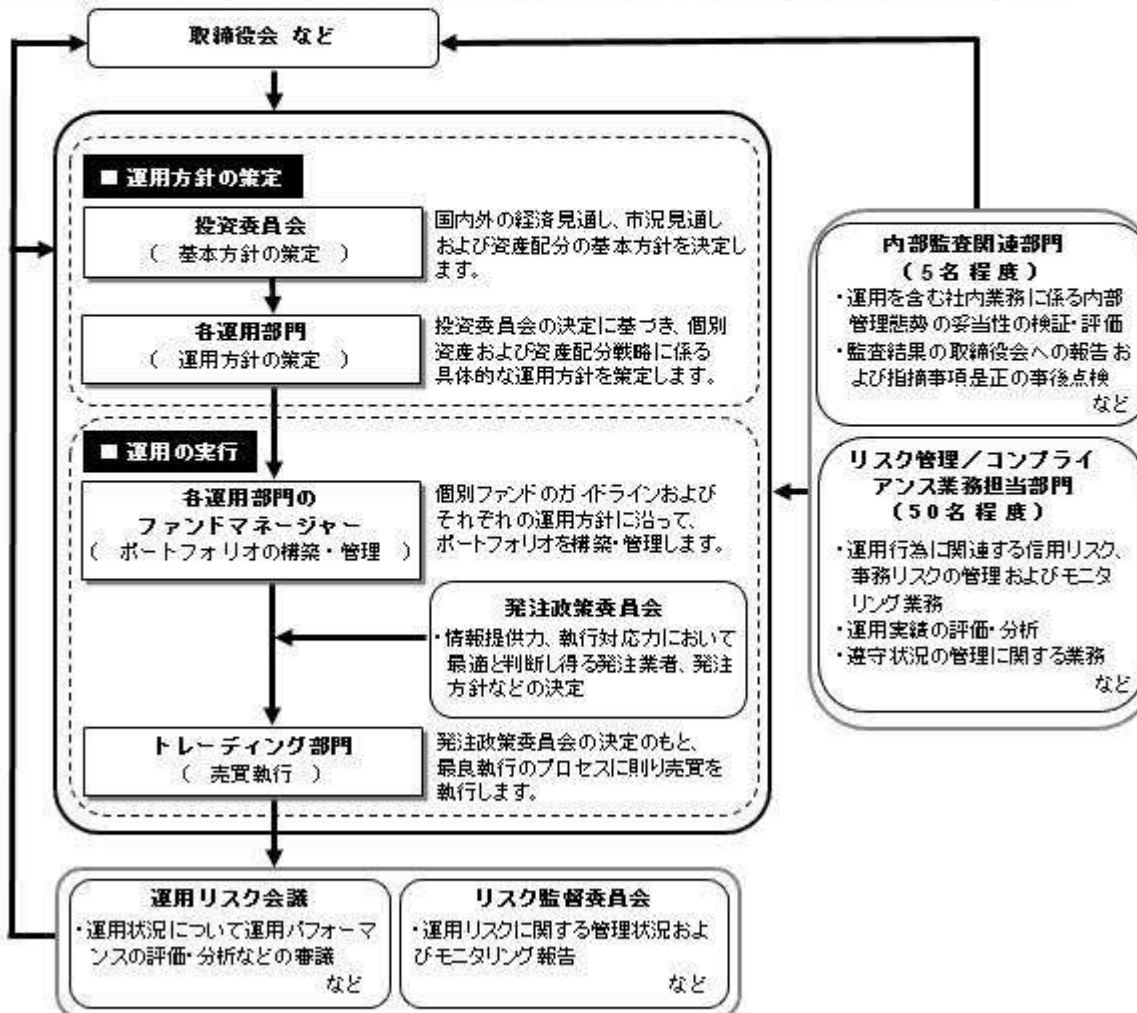 取締役会 など
■ 運用方針の策定
投資委員会
( 基本方針の策定 )
国内外の経済見通し、市況見通し
および資産配分の基本方針を決定し
ます。
各運用部門
( 運用方針の策定 )
投資委員会の決定に基づき、個別
資産および資産配分戦略に係る
具体的な運用方針を策定します。
■ 運用の実行
各運用部門の
ファンドマネージャー
( ポートフォリオの構築・管理 )
個別ファンドのガイドラインおよび
それぞれの運用方針に沿って、
ポートフォリオを構築・管理します。
発注政策委員会
・情報提供力、執行対応力において
最適と判断し得る発注業者、発注
方針などの決定
トレーディング部門
( 売買執行 )
発注政策委員会の決定のもと、
最良執行のプロセスに則り売買を
執行します。
運用リスク会議
・運用状況について運用パフォーマ
ンスの評価・分析などの審議
など
リスク監督委員会
・運用リスクに関する管理状況およ
びモニタリング報告
など
内部監査関連部門
(5名程度)
・運用を含む社内業務に係る内部
管理態勢の妥当性の検証・評価
・監査結果の取締役会への報告お
よび指摘事項是正の事後点検
など
リスク管理/コンプライ
アンス業務担当部門
(50名程度)
・運用行為に関連する信用リスク、
事務リスクの管理およびモニタ
リング業務
・運用実績の評価・分析
・遵守状況の管理に関する業務
など